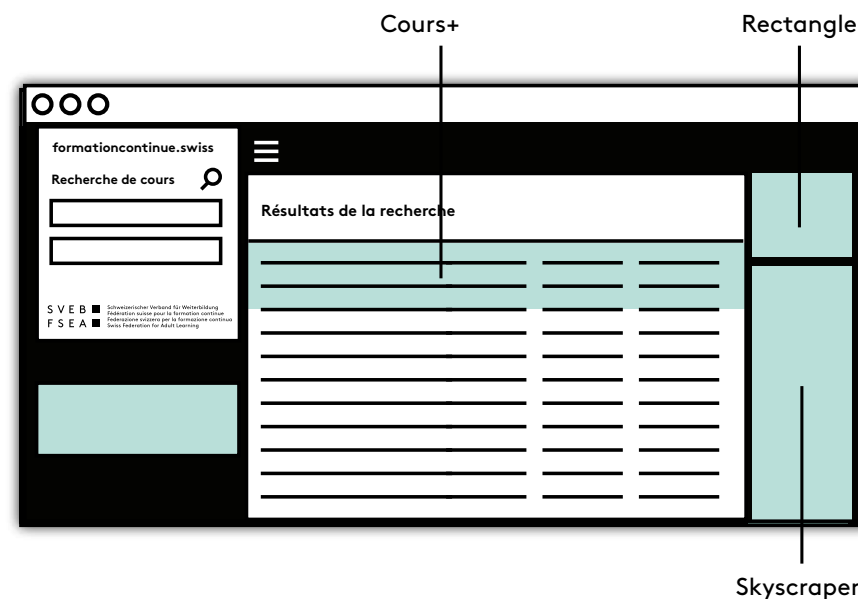 Cours+
Rectangle
formationcontinue.swiss
Recherche de cours
Résultats de la recherche
SVEB
FSEA
Schweizerischer Verband für Weiterbildung
Fédération suisse pour la formation continue
Federazione svizzera per la formazione continua
Swiss Federation for Adult Learning
Skyscraper